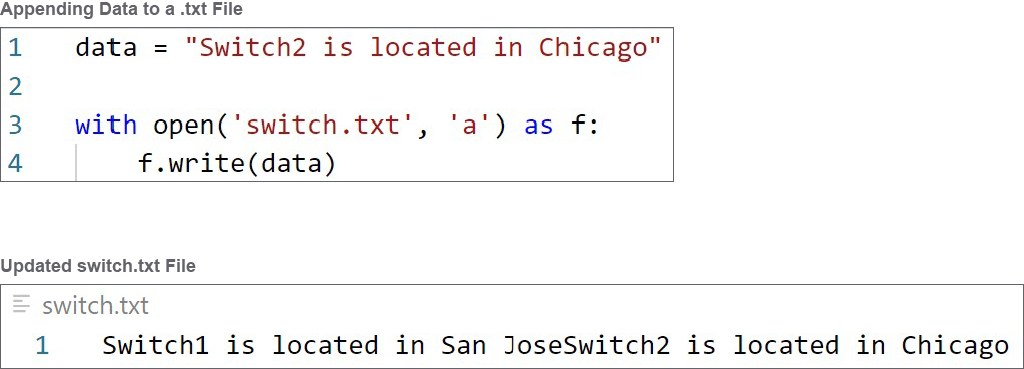 Appending Data to a .txt File
1 data = "Switch2 is located in Chicago"
2
3 with open('switch.txt', 'a') as f:
4     f.write(data)
Updated switch.txt File
switch.txt
1 Switch1 is located in San JoseSwitch2 is located in Chicago